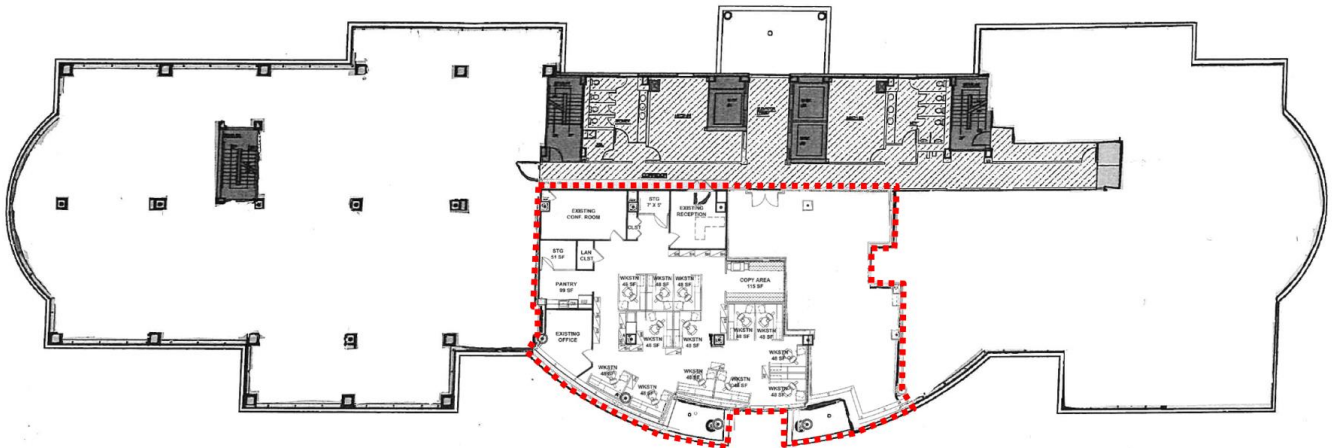 EXISTING
CONF. ROOM
STG
7' X 5'
CLST
EXISTING
RECEPTION
STG
51 SF
LAN
CLST
PANTRY
99 SF
EXISTING
OFFICE
COPY AREA
115 SF
WKSTN
48 SF
WKSTN
48 SF
WKSTN
48 SF
WKSTN
48 SF
WKSTN
48 SF
WKSTN
48 SF
WKSTN
48 SF
WKSTN
48 SF
WKSTN
48 SF
WKSTN
48 SF
WKSTN
48 SF
WKSTN
48 SF
WKSTN
48 SF